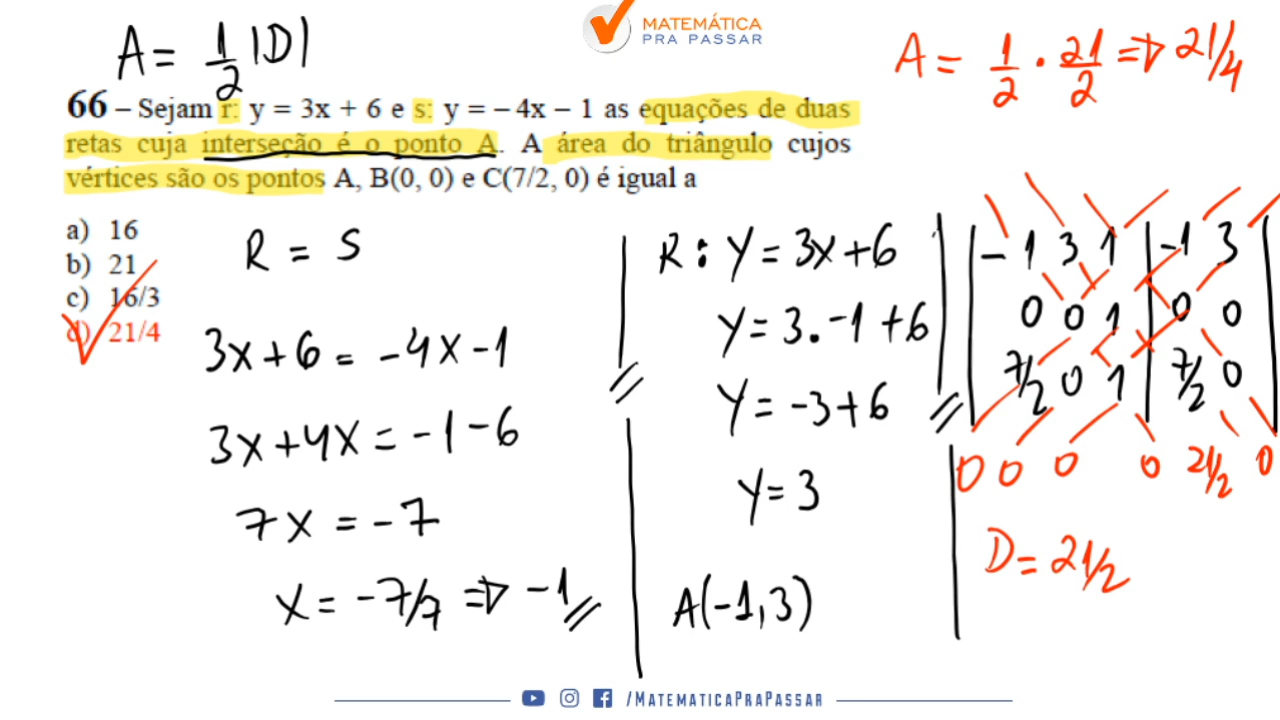 MATEMÁTICA
PRA PASSAR
A = 1/2 |D|
A = 1/2 · 21/2 ⇒ 21/4
66 – Sejam r: y = 3x + 6 e s: y = – 4x – 1 as equações de duas
retas cuja interseção é o ponto A. A área do triângulo cujos
vértices são os pontos A, B(0, 0) e C(7/2, 0) é igual a
a) 16
b) 21
c) 16/3
d) 21/4
R = S
3x+6 = -4x-1
3x+4x = -1-6
7x = -7
x = -7/7 ⇒ -1
R: Y = 3x+6
Y = 3.-1+6
Y = -3+6
Y = 3
A(-1,3)
-1 3 1 | -1 3
0 0 1 | 0 0
7/2 0 1 | 7/2 0
0 0 0 0 21/2 0
D = 21/2
/MATEMATICAPRAPASSAR